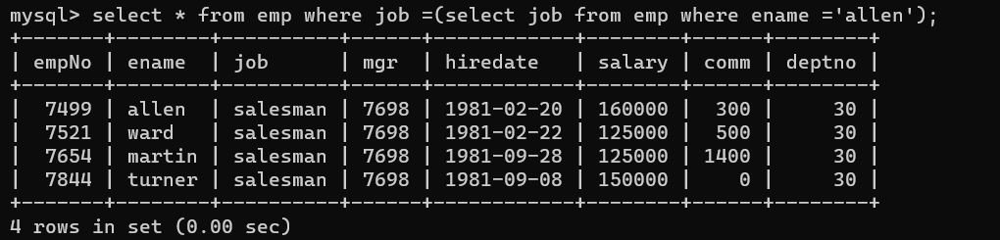 mysql> select * from emp where job =(select job from emp where ename ='allen');
+-------+--------+----------+------+------------+--------+------+--------+
| empNo | ename  | job      | mgr  | hiredate   | salary | comm | deptno |
+-------+--------+----------+------+------------+--------+------+--------+
|  7499 | allen  | salesman | 7698 | 1981-02-20 | 160000 |  300 |     30 |
|  7521 | ward   | salesman | 7698 | 1981-02-22 | 125000 |  500 |     30 |
|  7654 | martin | salesman | 7698 | 1981-09-28 | 125000 | 1400 |     30 |
|  7844 | turner | salesman | 7698 | 1981-09-08 | 150000 |    0 |     30 |
+-------+--------+----------+------+------------+--------+------+--------+
4 rows in set (0.00 sec)